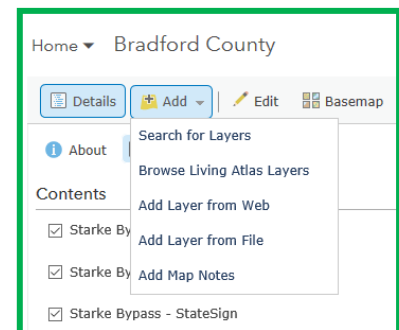 Home ▾ Bradford County
Details Add ▾ Edit Basemap
About
Search for Layers
Browse Living Atlas Layers
Add Layer from Web
Add Layer from File
Add Map Notes
Contents
Starke By
Starke By
Starke Bypass - StateSign